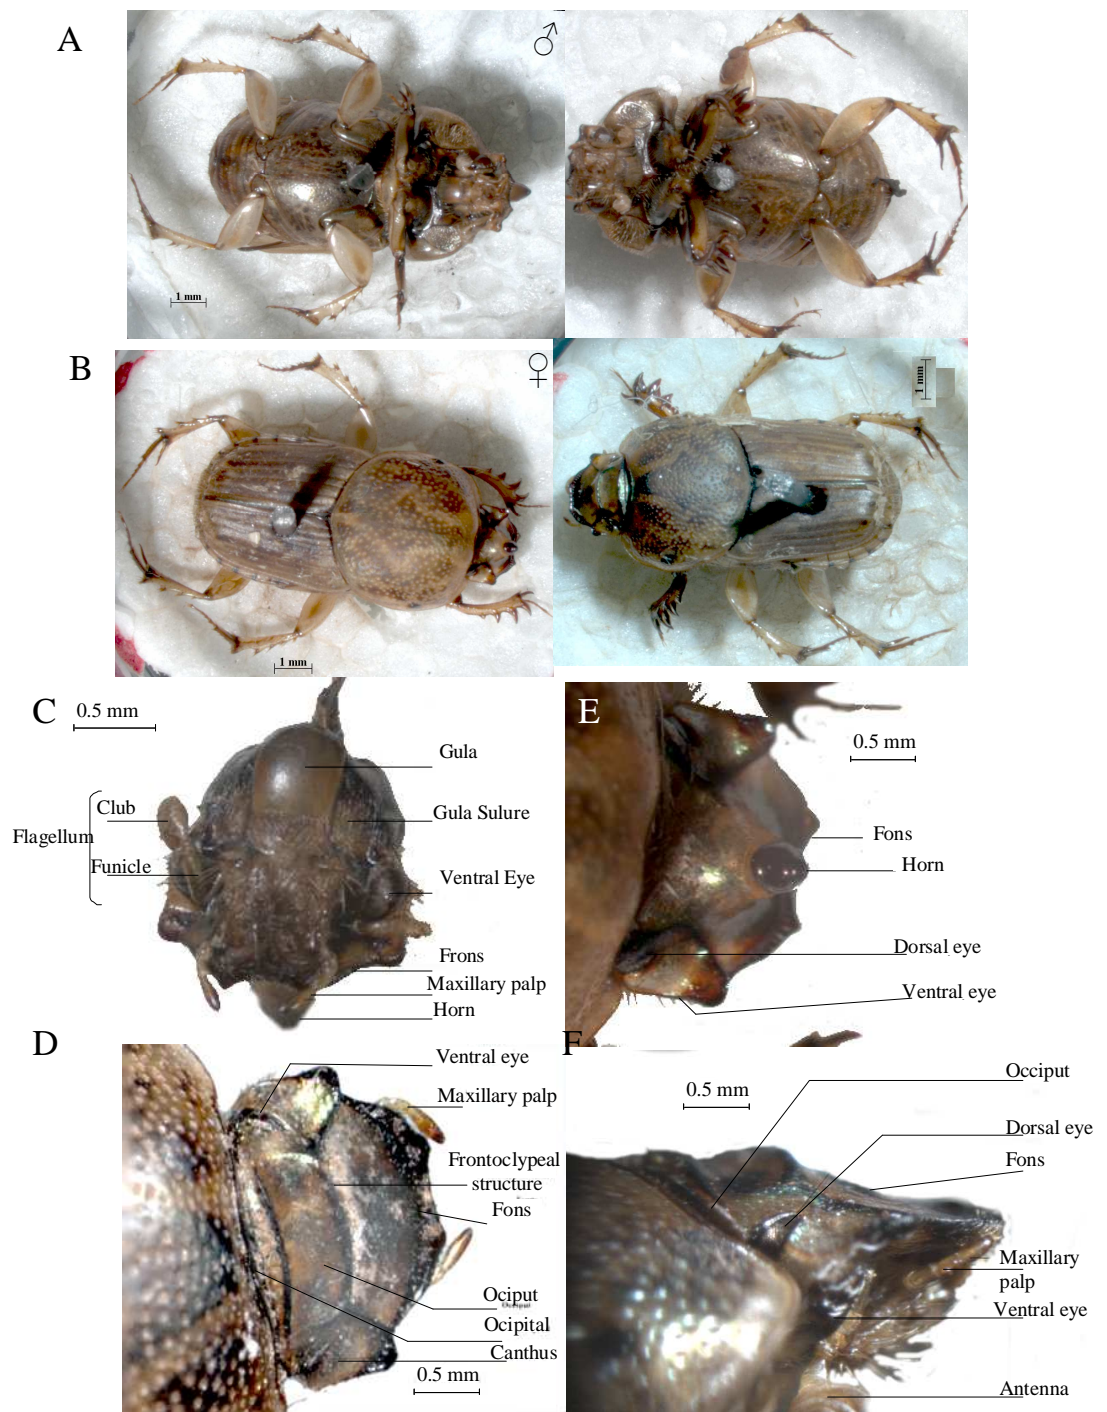 A
♂
1 mm
B
♀
1 mm
1 mm
C
0.5 mm
Gula
Club
Gula Sulure
Flagellum
Funicle
Ventral Eye
Frons
Maxillary palp
Horn
E
0.5 mm
Fons
Horn
Dorsal eye
Ventral eye
D
Ventral eye
Maxillary palp
Frontoclypeal
structure
Fons
Ociput
Ocipital
Canthus
0.5 mm
F
0.5 mm
Occiput
Dorsal eye
Fons
Maxillary
palp
Ventral eye
Antenna